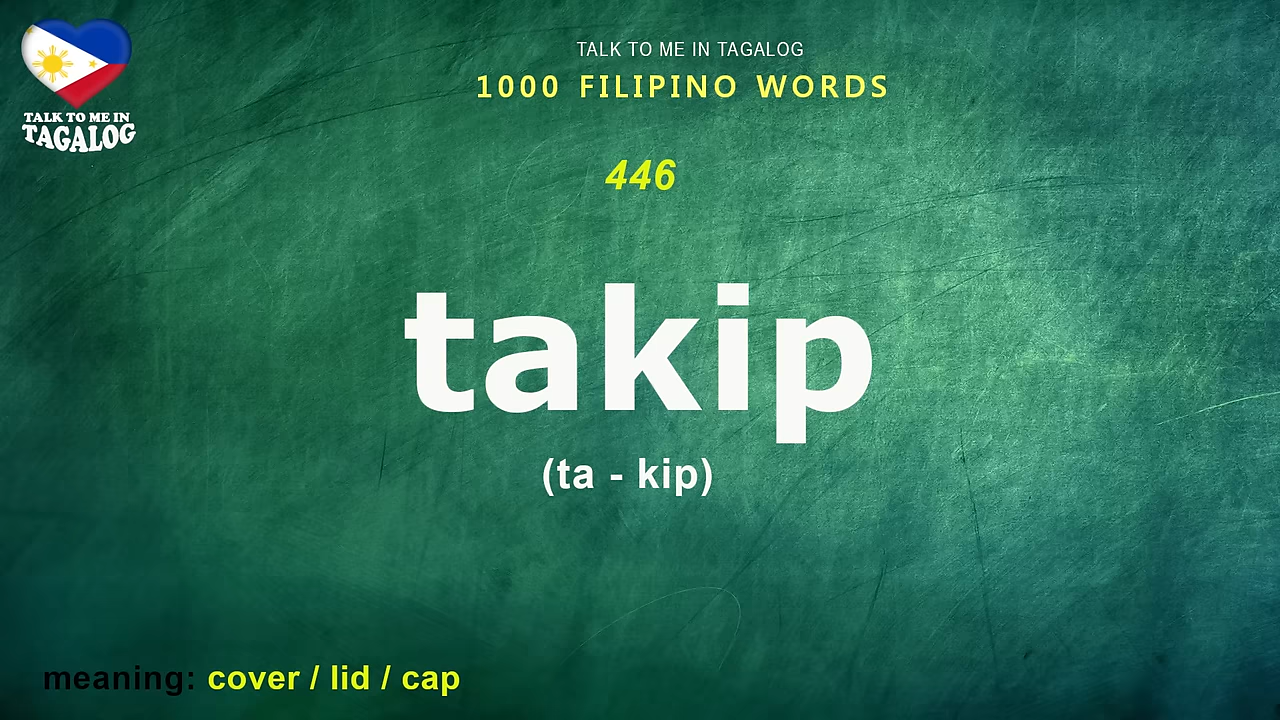 TALK TO ME IN
TAGALOG
TALK TO ME IN TAGALOG
1000 FILIPINO WORDS
446
takip
(ta - kip)
meaning: cover / lid / cap